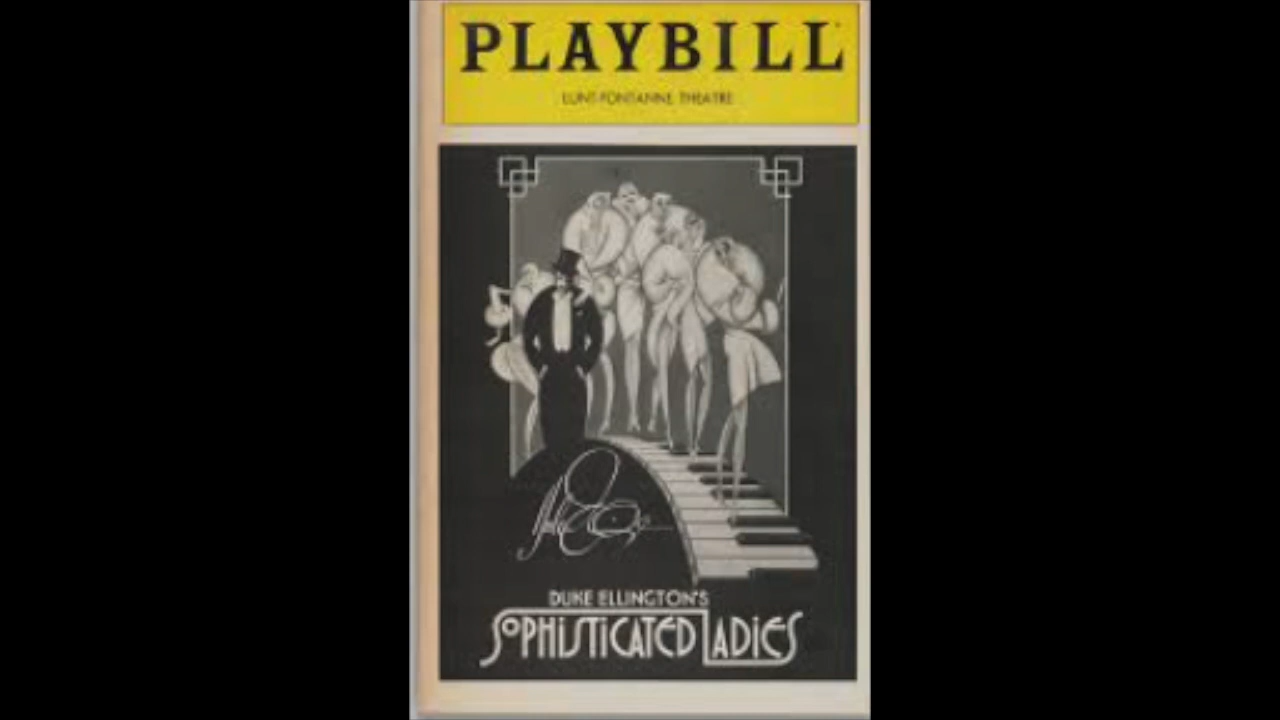 PLAYBILL
LUNT-FONTANNE THEATRE
DUKE ELLINGTON'S
SOPHISTICATED LADIES